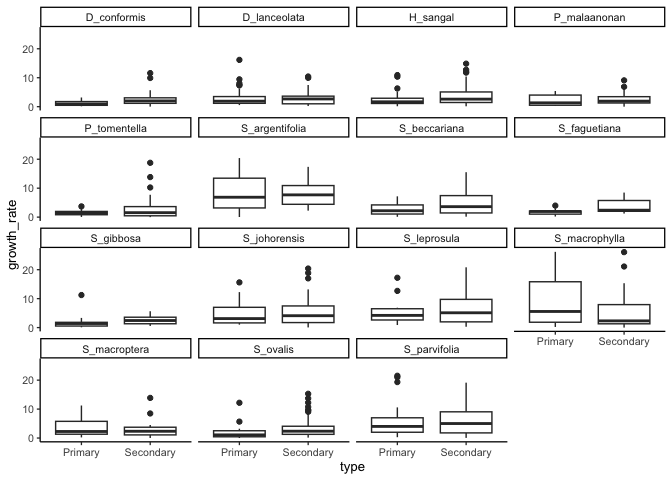 D_conformis D_lanceolata H_sangal P_malaanonan
20
10
0
P_tomentella S_argentifolia S_beccariana S_faguetiana
20
10
0
growth_rate
S_gibbosa S_johorensis S_leprosula S_macrophylla
20
10
0
Primary Secondary
S_macroptera S_ovalis S_parvifolia
20
10
0
Primary Secondary Primary Secondary Primary Secondary
type